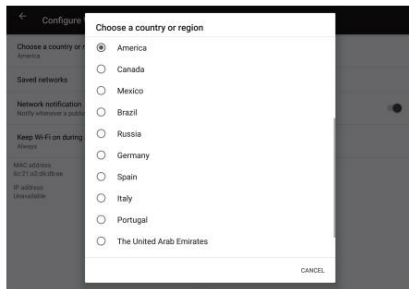 Configure
Choose a country or region
Choose a country or r
America
Saved networks
Network notification
Notify whenever a public
Keep Wi-Fi on during
Always
MAC address
IP address
Unavailable
America
Canada
Mexico
Brazil
Russia
Germany
Spain
Italy
Portugal
The United Arab Emirates
CANCEL